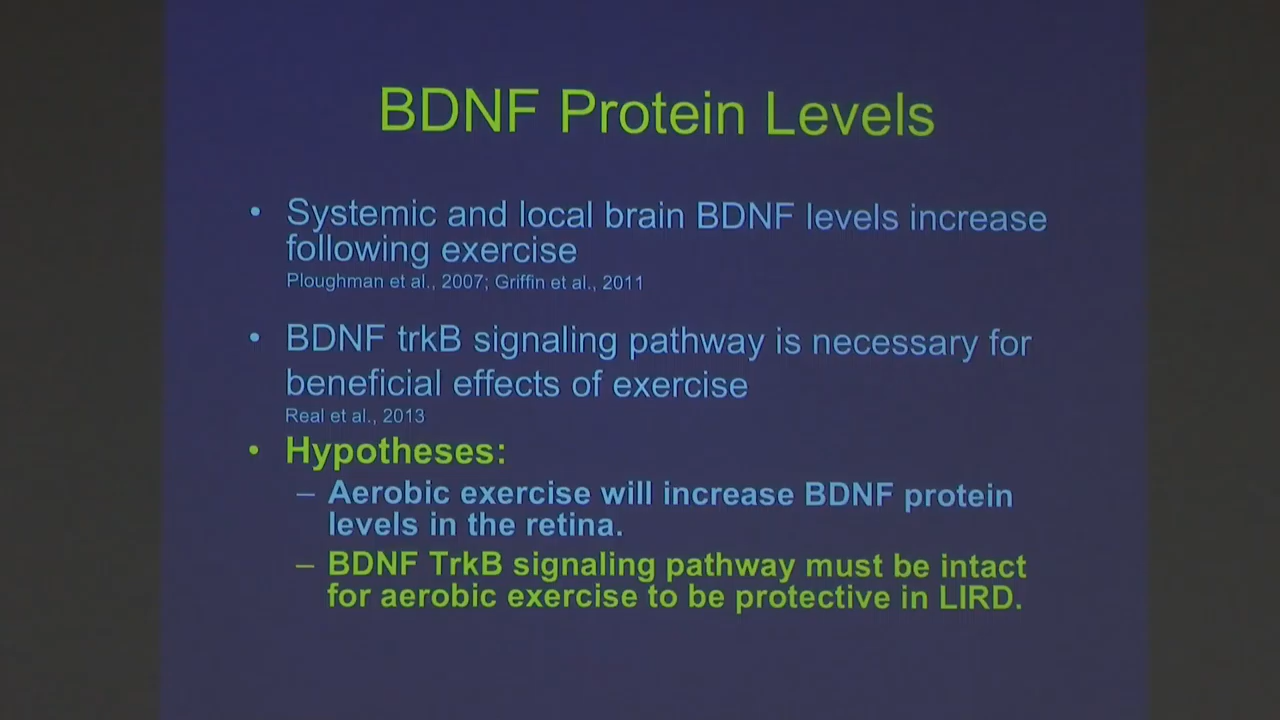 BDNF Protein Levels
• Systemic and local brain BDNF levels increase
following exercise
Ploughman et al., 2007; Griffin et al., 2011
• BDNF trkB signaling pathway is necessary for
beneficial effects of exercise
Real et al., 2013
• Hypotheses:
– Aerobic exercise will increase BDNF protein
levels in the retina.
– BDNF TrkB signaling pathway must be intact
for aerobic exercise to be protective in LIRD.